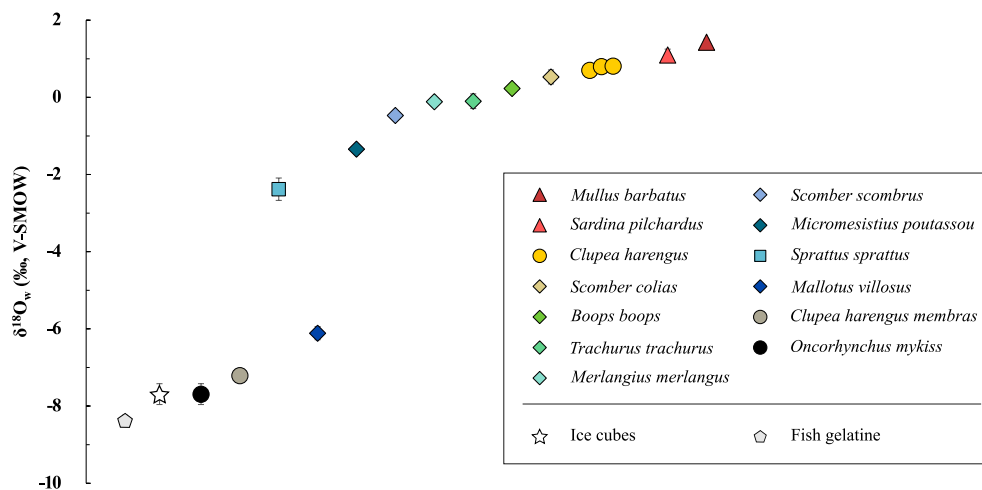 2
0
-2
-4
-6
-8
-10
δ¹⁸Ow (‰, V-SMOW)
Mullus barbatus
Sardina pilchardus
Clupea harengus
Scomber colias
Boops boops
Trachurus trachurus
Merlangius merlangus
Scomber scombrus
Micromesistius poutassou
Sprattus sprattus
Mallotus villosus
Clupea harengus membras
Oncorhynchus mykiss
Ice cubes
Fish gelatine